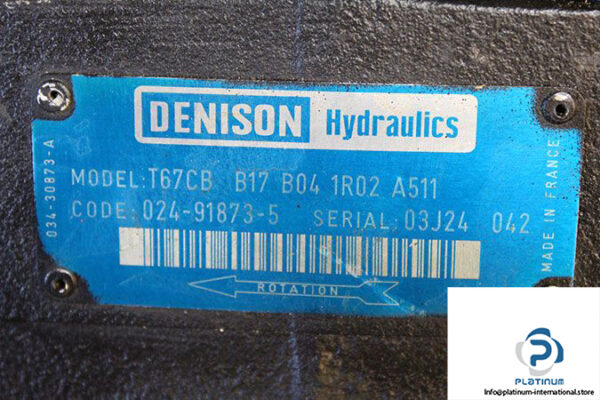 DENISON Hydraulics
MODEL: T67CB B17 B04 1R02 A511
CODE: 024-91873-5 SERIAL: 03J24 042
ROTATION
034-30873-A
MADE IN FRANCE
PLATINUM
Info@platinum-international.store